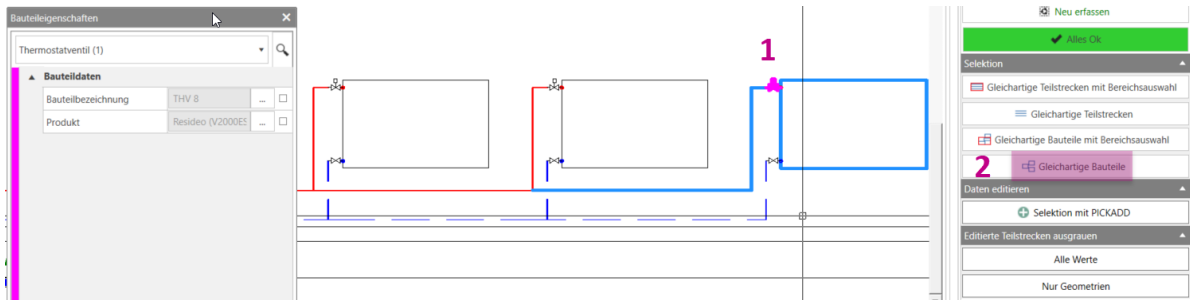 Bauteileigenschaften
Thermostatventil (1)
Bauteildaten
Bauteilbezeichnung
THV 8
...
Produkt
Resideo (V2000ES
...
1
2
Neu erfassen
Alles Ok
Selektion
Gleichartige Teilstrecken mit Bereichsauswahl
Gleichartige Teilstrecken
Gleichartige Bauteile mit Bereichsauswahl
Gleichartige Bauteile
Daten editieren
Selektion mit PICKADD
Editierte Teilstrecken ausgrauen
Alle Werte
Nur Geometrien